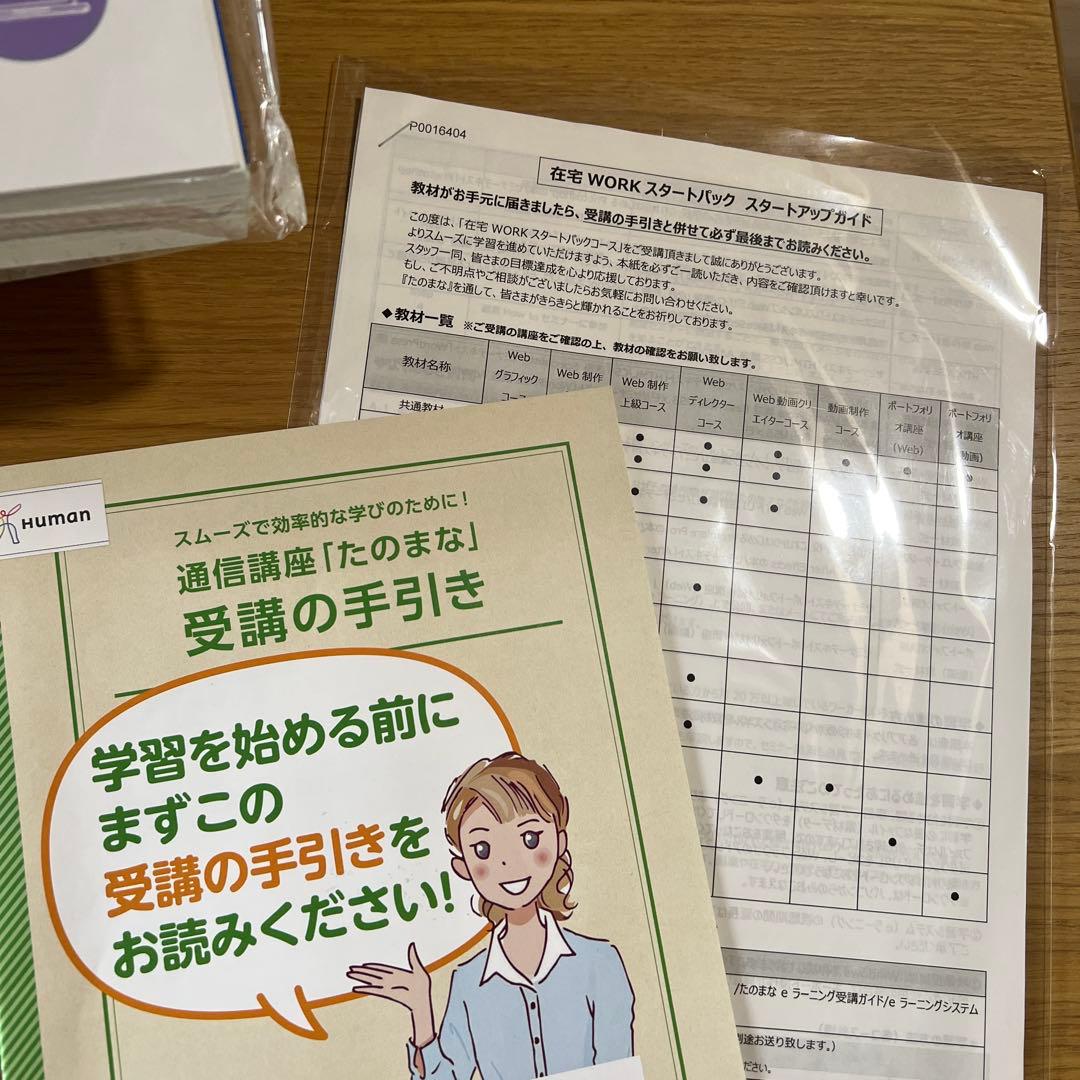 P0016404
在宅 WORK スタートパック スタートアップガイド
教材がお手元に届きましたら、受講の手引きと併せて必ず最後までお読みください。
この度は、「在宅 WORK スタートパックコース」をご受講頂きまして誠にありがとうございます。
よりスムーズに学習を進めていただけますよう、本紙を必ずご一読いただき、内容をご確認頂けますと幸いです。
スタッフ一同、皆さまの目標達成を心より応援しております。
もし、ご不明点やご相談がございましたらお気軽にお問い合わせください。
『たのまな』を通して、皆さまがきらきらと輝かれることをお祈りしております。
◆教材一覧 ※ご受講の講座をご確認の上、教材の確認をお願い致します。
教材名称
Web
グラフィック
コース
Web 制作
Web 制作
上級コース
Web
ディレクター
コース
Web 動画クリ
エイターコース
動画制作
コース
ポートフォリ
オ講座
(Web)
ポートフォリ
オ講座
動画)
共通教材
/たのまな e ラーニング受講ガイド/e ラーニングシステム
途お送り致します。)
ださい。
Human
スムーズで効率的な学びのために!
通信講座「たのまな」
受講の手引き
学習を始める前に
まずこの
受講の手引きを
お読みください!